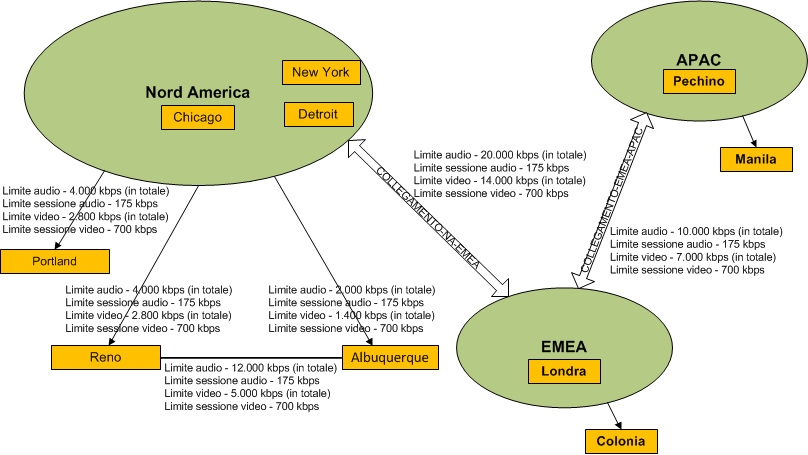 Nord America
New York
Chicago
Detroit
APAC
Pechino
Manila
Limite audio - 20.000 kbps (in totale)
Limite sessione audio - 175 kbps
Limite video - 14.000 kbps (in totale)
Limite sessione video - 700 kbps
COLLEGAMENTO-NA-EMEA
COLLEGAMENTO-EMEA-APAC
Limite audio - 4.000 kbps (in totale)
Limite sessione audio - 175 kbps
Limite video - 2.800 kbps (in totale)
Limite sessione video - 700 kbps
Portland
Limite audio - 10.000 kbps (in totale)
Limite sessione audio - 175 kbps
Limite video - 7.000 kbps (in totale)
Limite sessione video - 700 kbps
Limite audio - 4.000 kbps (in totale)
Limite sessione audio - 175 kbps
Limite video - 2.800 kbps (in totale)
Limite sessione video - 700 kbps
Limite audio - 2.000 kbps (in totale)
Limite sessione audio - 175 kbps
Limite video - 1.400 kbps (in totale)
Limite sessione video - 700 kbps
Reno
Albuquerque
Limite audio - 12.000 kbps (in totale)
Limite sessione audio - 175 kbps
Limite video - 5.000 kbps (in totale)
Limite sessione video - 700 kbps
EMEA
Londra
Colonia